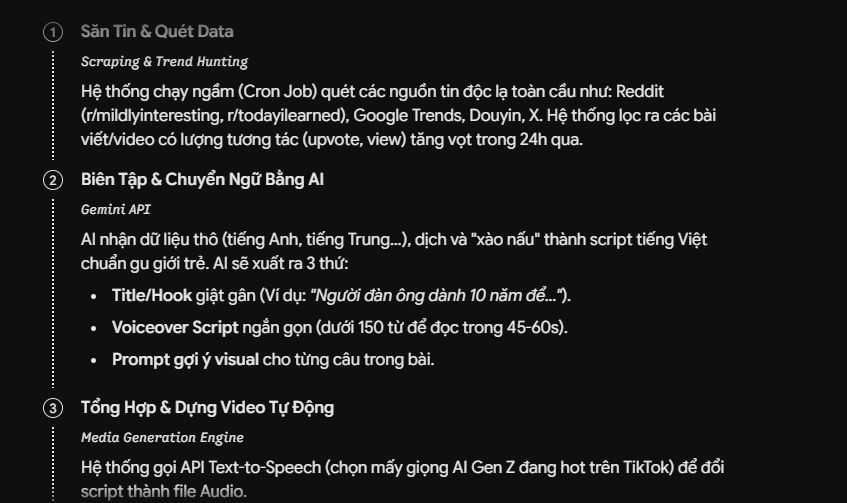 1 Săn Tin & Quét Data
Scraping & Trend Hunting
Hệ thống chạy ngầm (Cron Job) quét các nguồn tin độc lạ toàn cầu như: Reddit
(r/mildlyinteresting, r/todayilearned), Google Trends, Douyin, X. Hệ thống lọc ra các bài
viết/video có lượng tương tác (upvote, view) tăng vọt trong 24h qua.
2 Biên Tập & Chuyển Ngữ Bằng AI
Gemini API
AI nhận dữ liệu thô (tiếng Anh, tiếng Trung...), dịch và "xào nấu" thành script tiếng Việt
chuẩn gu giới trẻ. AI sẽ xuất ra 3 thứ:
• Title/Hook giật gân (Ví dụ: "Người đàn ông dành 10 năm để...").
• Voiceover Script ngắn gọn (dưới 150 từ để đọc trong 45-60s).
• Prompt gợi ý visual cho từng câu trong bài.
3 Tổng Hợp & Dựng Video Tự Động
Media Generation Engine
Hệ thống gọi API Text-to-Speech (chọn mấy giọng AI Gen Z đang hot trên TikTok) để đổi
script thành file Audio.